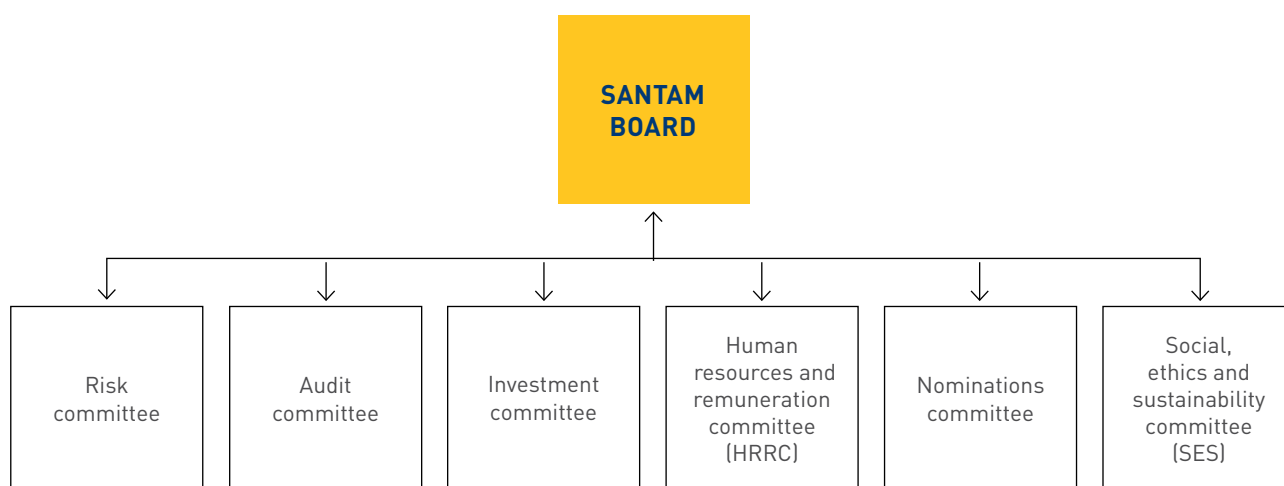 SANTAM
BOARD
Risk
committee
Audit
committee
Investment
committee
Human
resources and
remuneration
committee
(HRRC)
Nominations
committee
Social,
ethics and
sustainability
committee
(SES)